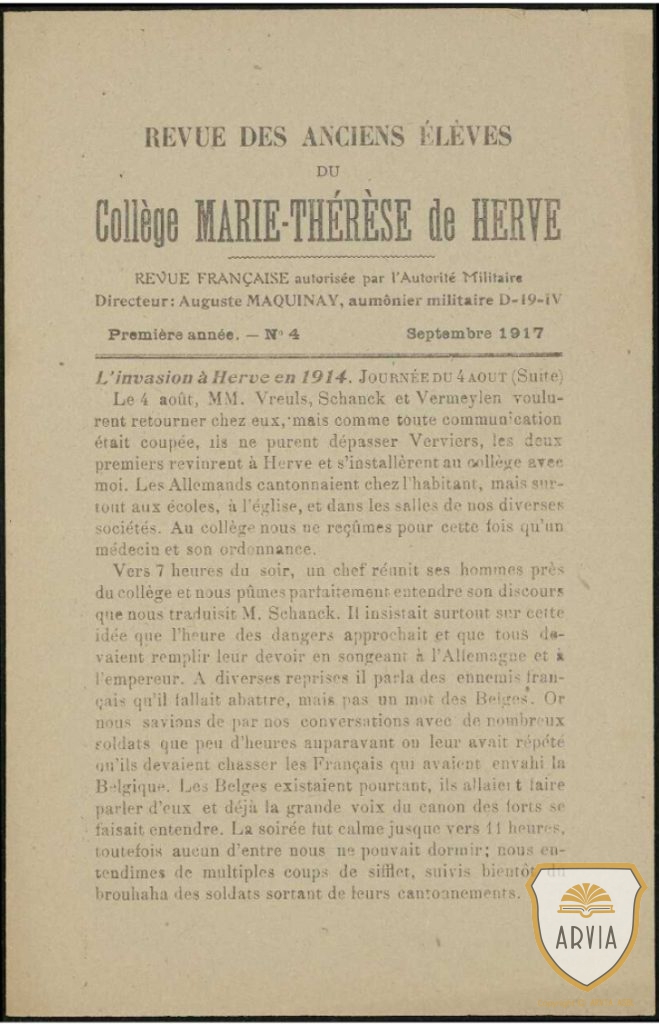 REVUE DES ANCIENS ÉLÈVES
DU
Collège MARIE-THÉRÈSE de HERVE
REVUE FRANÇAISE autorisée par l'Autorité Militaire
Directeur: Auguste MAQUINAY, aumônier militaire D-19-IV
Première année. — N° 4 Septembre 1917
L'invasion à Herve en 1914. JOURNÉE DU 4 AOUT (Suite)
Le 4 août, MM. Vreuls, Schanck et Vermeylen voulu-
rent retourner chez eux, mais comme toute communication
était coupée, ils ne purent dépasser Verviers, les deux
premiers revinrent à Herve et s'installèrent au collège avec
moi. Les Allemands cantonnaient chez l'habitant, mais sur-
tout aux écoles, à l'église, et dans les salles de nos diverses
sociétés. Au collège nous ne reçûmes pour cette fois qu'un
médecin et son ordonnance.
Vers 7 heures du soir, un chef réunit ses hommes près
du collège et nous pûmes parfaitement entendre son discours
que nous traduisit M. Schanck. Il insistait surtout sur cette
idée que l'heure des dangers approchait et que tous de-
vaient remplir leur devoir en songeant à l'Allemagne et à
l'empereur. A diverses reprises il parla des ennemis fran-
çais qu'il fallait abattre, mais pas un mot des Belges. Or
nous savions de par nos conversations avec de nombreux
soldats que peu d'heures auparavant on leur avait répété
qu'ils devaient chasser les Français qui avaient envahi la
Belgique. Les Belges existaient pourtant, ils allaient faire
parler d'eux et déjà la grande voix du canon des forts se
faisait entendre. La soirée fut calme jusque vers 11 heures,
toutefois aucun d'entre nous ne pouvait dormir; nous en-
tendîmes de multiples coups de sifflet, suivis bientôt du
brouhaha des soldats sortant de leurs cantonnements.
ARVIA